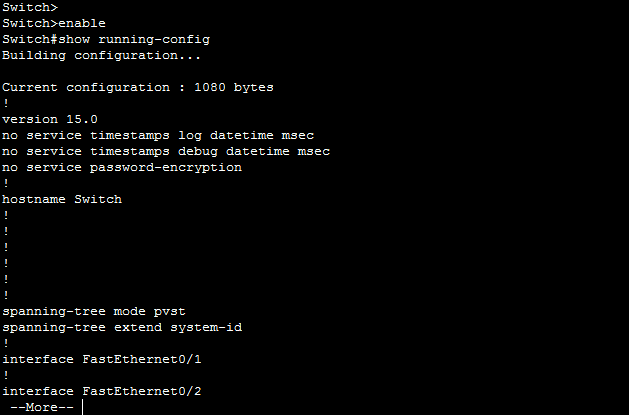 Switch>
Switch>enable
Switch#show running-config
Building configuration...
Current configuration : 1080 bytes
!
version 15.0
no service timestamps log datetime msec
no service timestamps debug datetime msec
no service password-encryption
!
hostname Switch
!
!
!
!
!
!
spanning-tree mode pvst
spanning-tree extend system-id
!
interface FastEthernet0/1
!
interface FastEthernet0/2
--More--